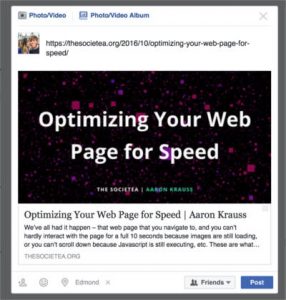 Photo/Video
Photo/Video Album
https://thesocietea.org/2016/10/optimizing-your-web-page-for-
speed/
Optimizing Your Web
Page for Speed
THE SOCIETEA | AARON KRAUSS
Optimizing Your Web Page for Speed | Aaron Krauss
We've all had it happen – that web page that you navigate to, and you can't
hardly interact with the page for a full 10 seconds because images are still loading,
or you can't scroll down because Javascript is still executing, etc. These are what...
THESOCIETEA.ORG
Edmond
Friends
Post